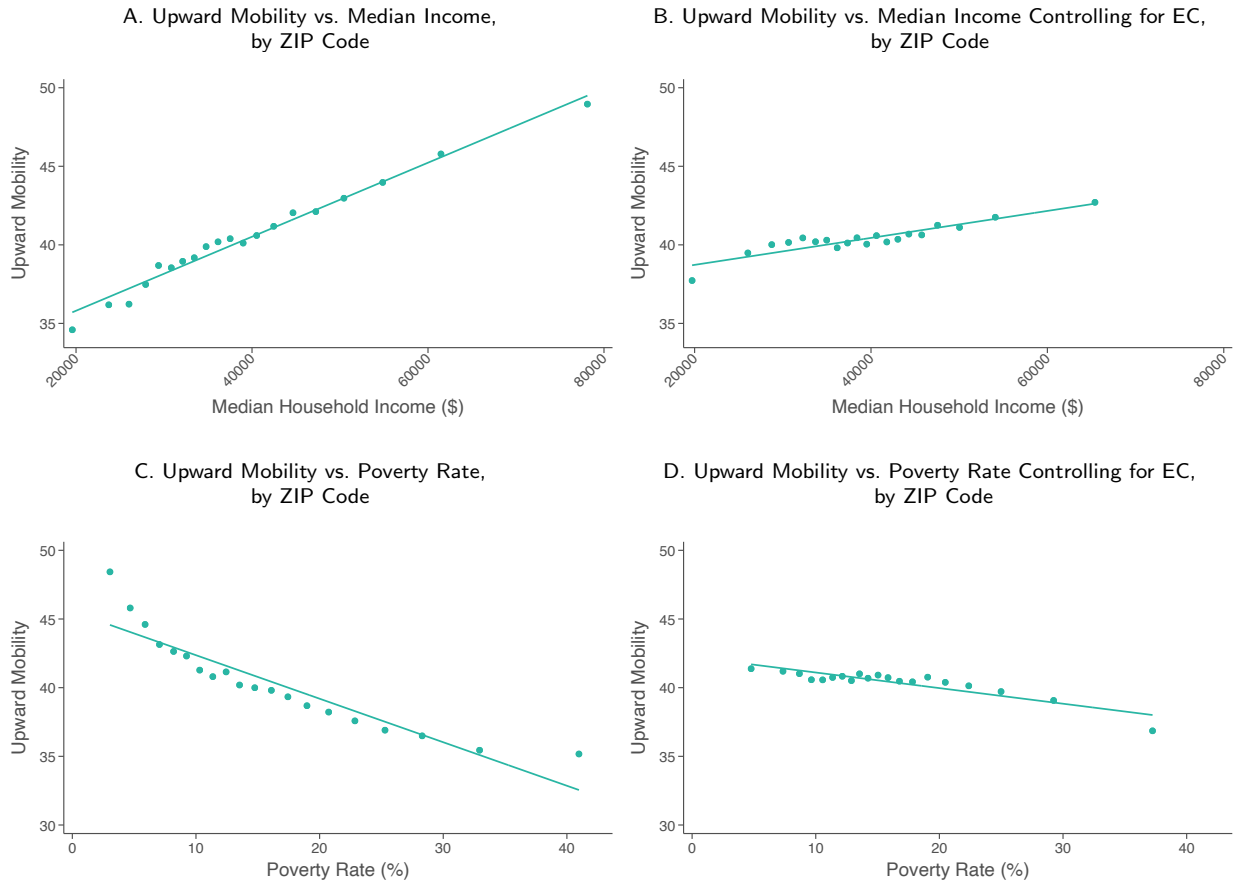 A. Upward Mobility vs. Median Income,
by ZIP Code
50
45
40
35
Upward Mobility
20000
40000
60000
80000
Median Household Income ($)
B. Upward Mobility vs. Median Income Controlling for EC,
by ZIP Code
50
45
40
35
Upward Mobility
20000
40000
60000
80000
Median Household Income ($)
C. Upward Mobility vs. Poverty Rate,
by ZIP Code
50
45
40
35
30
Upward Mobility
0
10
20
30
40
Poverty Rate (%)
D. Upward Mobility vs. Poverty Rate Controlling for EC,
by ZIP Code
50
45
40
35
30
Upward Mobility
0
10
20
30
40
Poverty Rate (%)